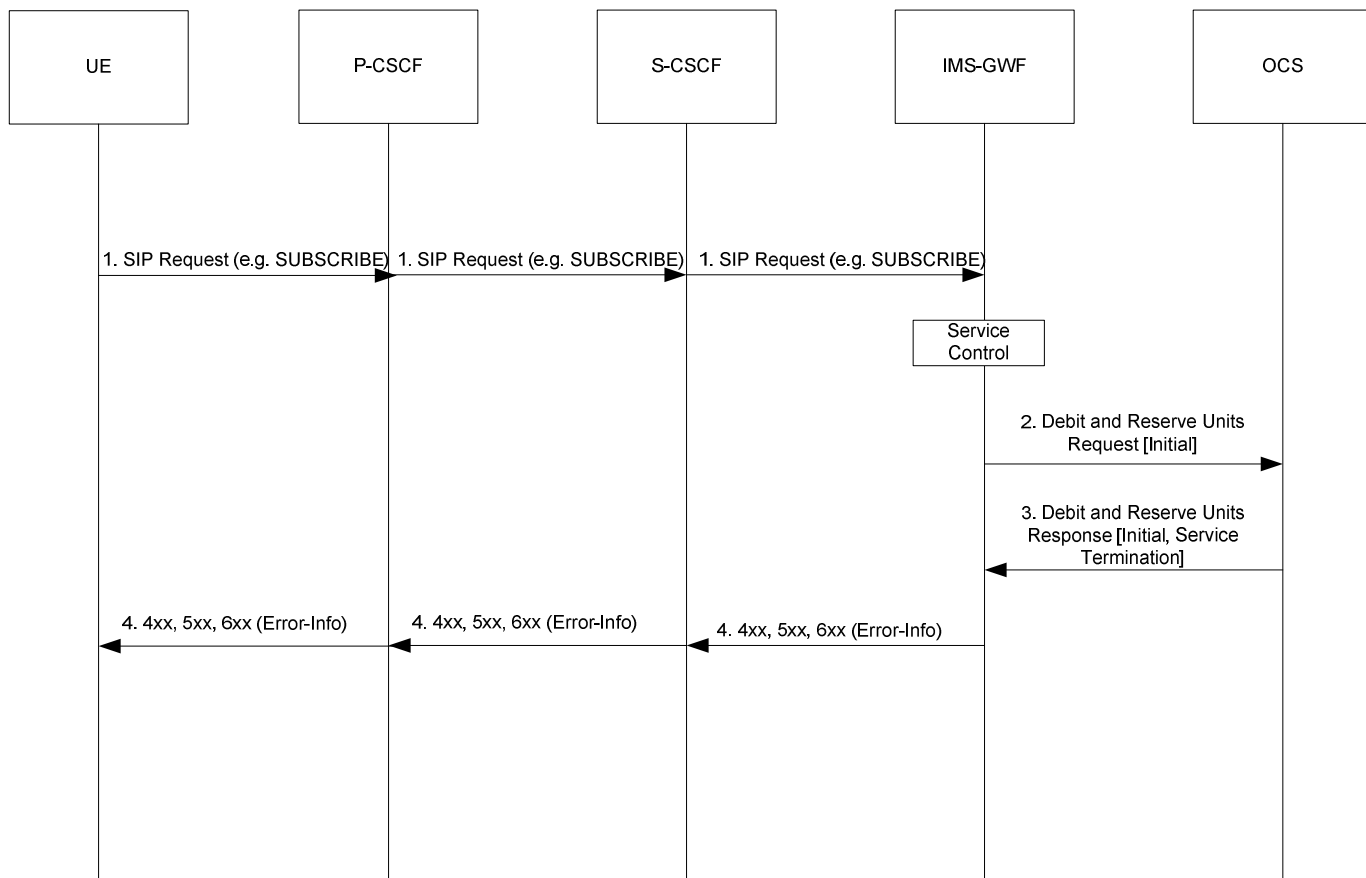 UE
P-CSCF
S-CSCF
IMS-GWF
OCS
1. SIP Request (e.g. SUBSCRIBE)
1. SIP Request (e.g. SUBSCRIBE)
1. SIP Request (e.g. SUBSCRIBE)
Service
Control
2. Debit and Reserve Units
Request [Initial]
3. Debit and Reserve Units
Response [Initial, Service
Termination]
4. 4xx, 5xx, 6xx (Error-Info)
4. 4xx, 5xx, 6xx (Error-Info)
4. 4xx, 5xx, 6xx (Error-Info)